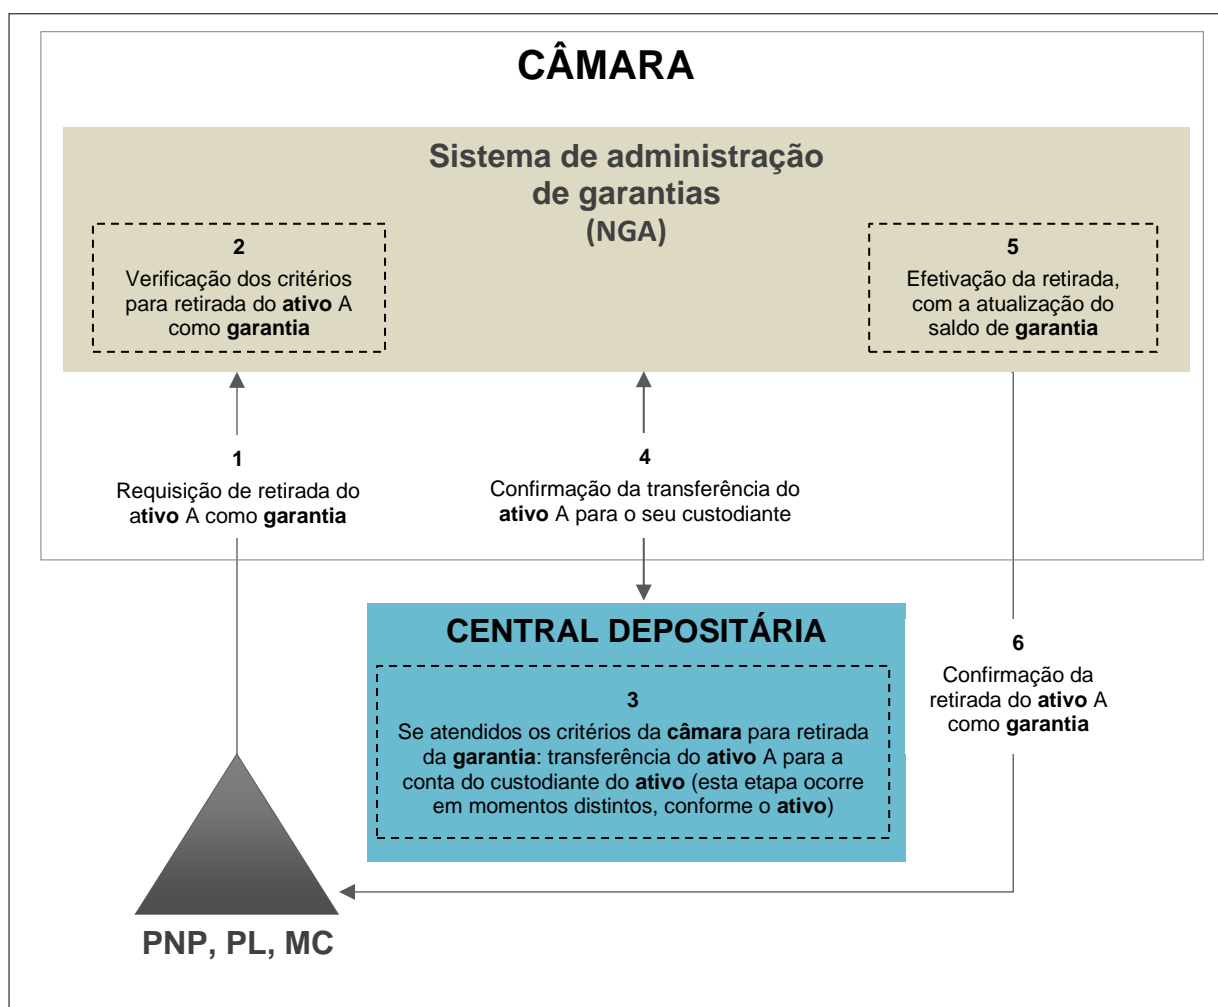 CÂMARA
Sistema de administração
de garantias
(NGA)
2
Verificação dos critérios
para retirada do ativo A
como garantia
5
Efetivação da retirada,
com a atualização do
saldo de garantia
1
Requisição de retirada do
ativo A como garantia
4
Confirmação da transferência do
ativo A para o seu custodiante
CENTRAL DEPOSITÁRIA
3
Se atendidos os critérios da câmara para retirada
da garantia: transferência do ativo A para a
conta do custodiante do ativo (esta etapa ocorre
em momentos distintos, conforme o ativo)
6
Confirmação da
retirada do ativo A
como garantia
PNP, PL, MC